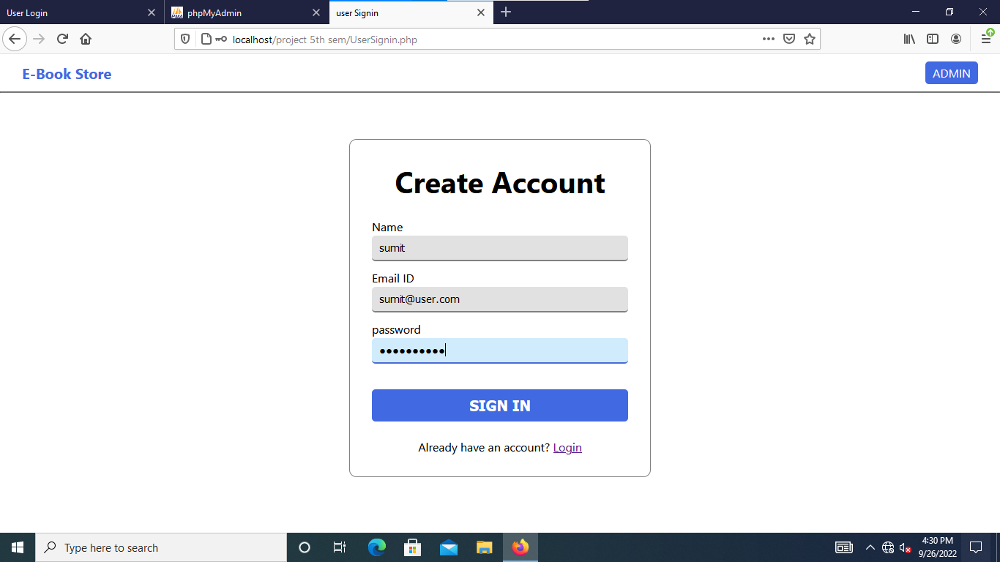 User Login
phpMyAdmin
user Signin
localhost/project 5th sem/UserSignin.php
E-Book Store
ADMIN
Create Account
Name
sumit
Email ID
sumit@user.com
password
●●●●●●●●●●
SIGN IN
Already have an account? Login
Type here to search
4:30 PM
9/26/2022